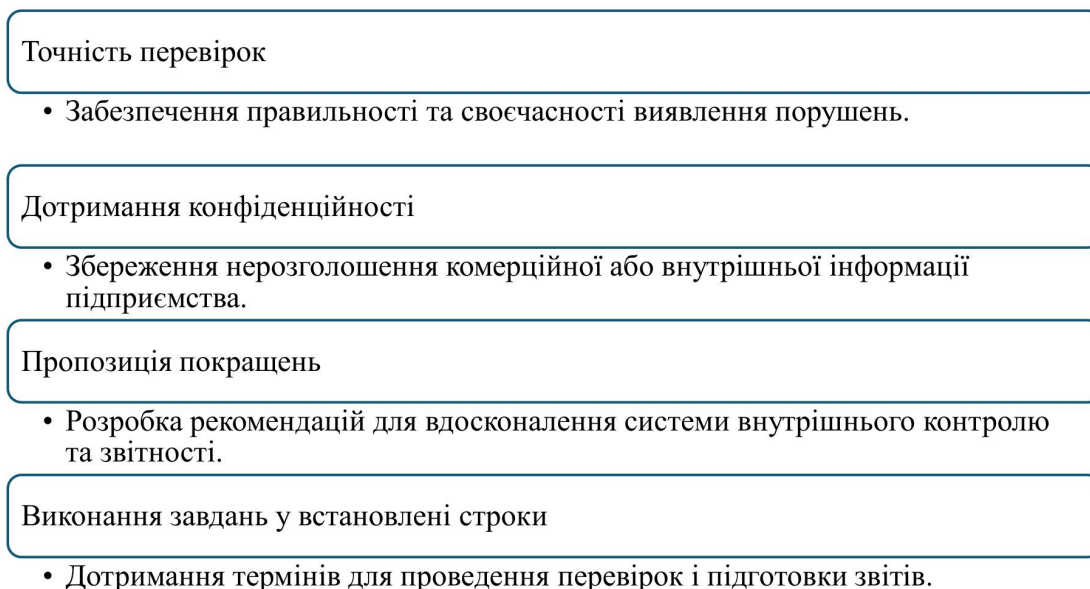 Точність перевірок
• Забезпечення правильності та своєчасності виявлення порушень.
Дотримання конфіденційності
• Збереження нерозголошення комерційної або внутрішньої інформації
підприємства.
Пропозиція покращень
• Розробка рекомендацій для вдосконалення системи внутрішнього контролю
та звітності.
Виконання завдань у встановлені строки
• Дотримання термінів для проведення перевірок і підготовки звітів.